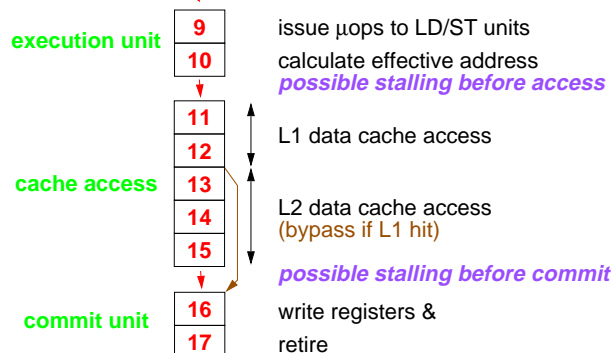 execution unit
9 issue μops to LD/ST units
10 calculate effective address
possible stalling before access
11
12 L1 data cache access
cache access
13
14 L2 data cache access
(bypass if L1 hit)
15
possible stalling before commit
16 write registers &
commit unit
17 retire